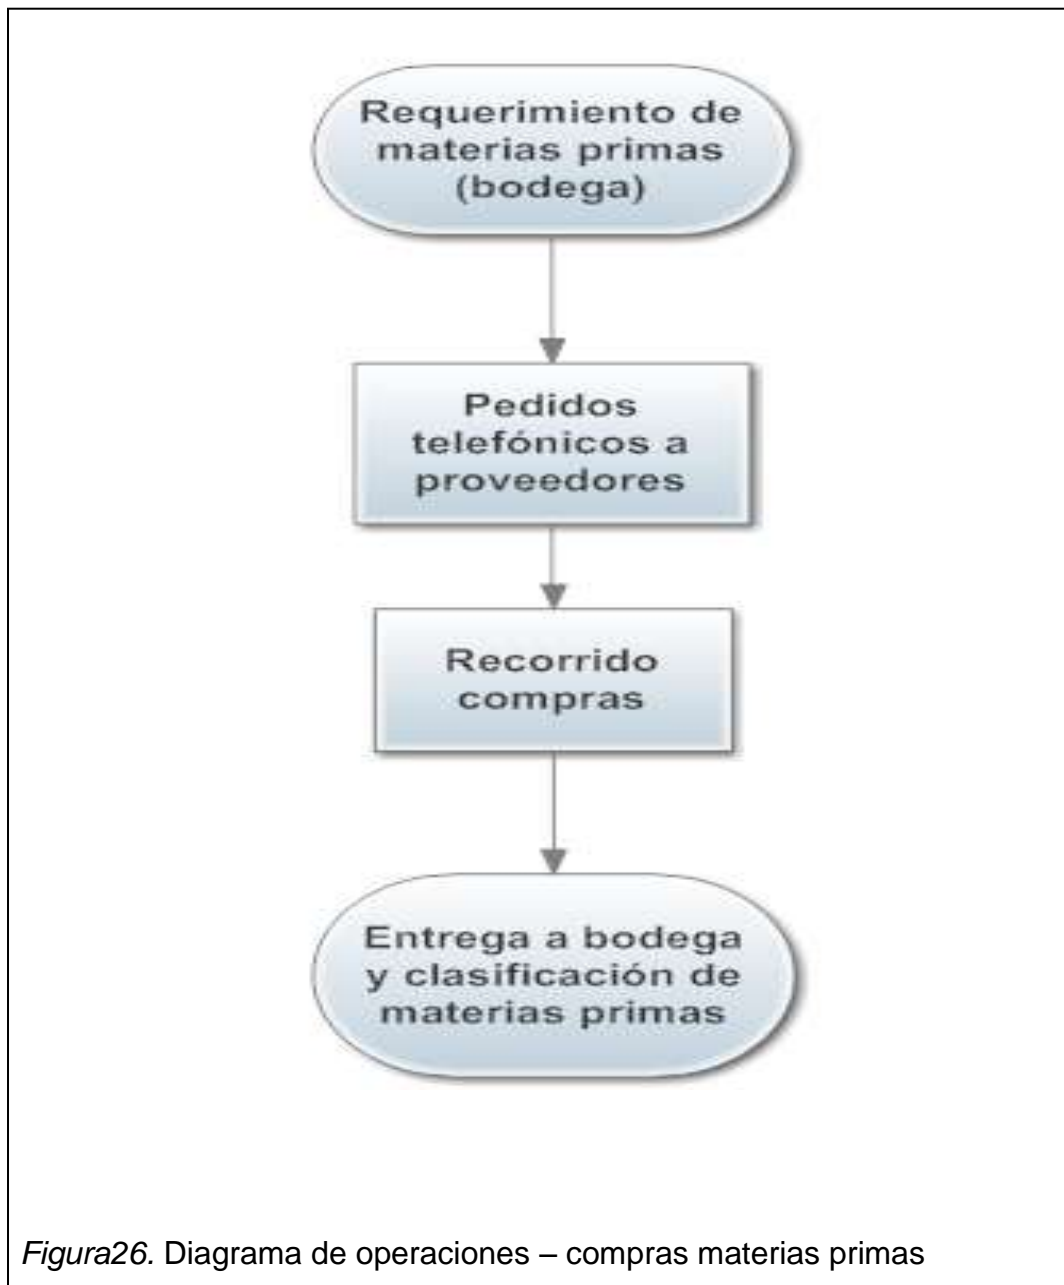 Requerimiento de
materias primas
(bodega)
Pedidos
telefónicos a
proveedores
Recorrido
compras
Entrega a bodega
y clasificación de
materias primas
Figura26. Diagrama de operaciones – compras materias primas